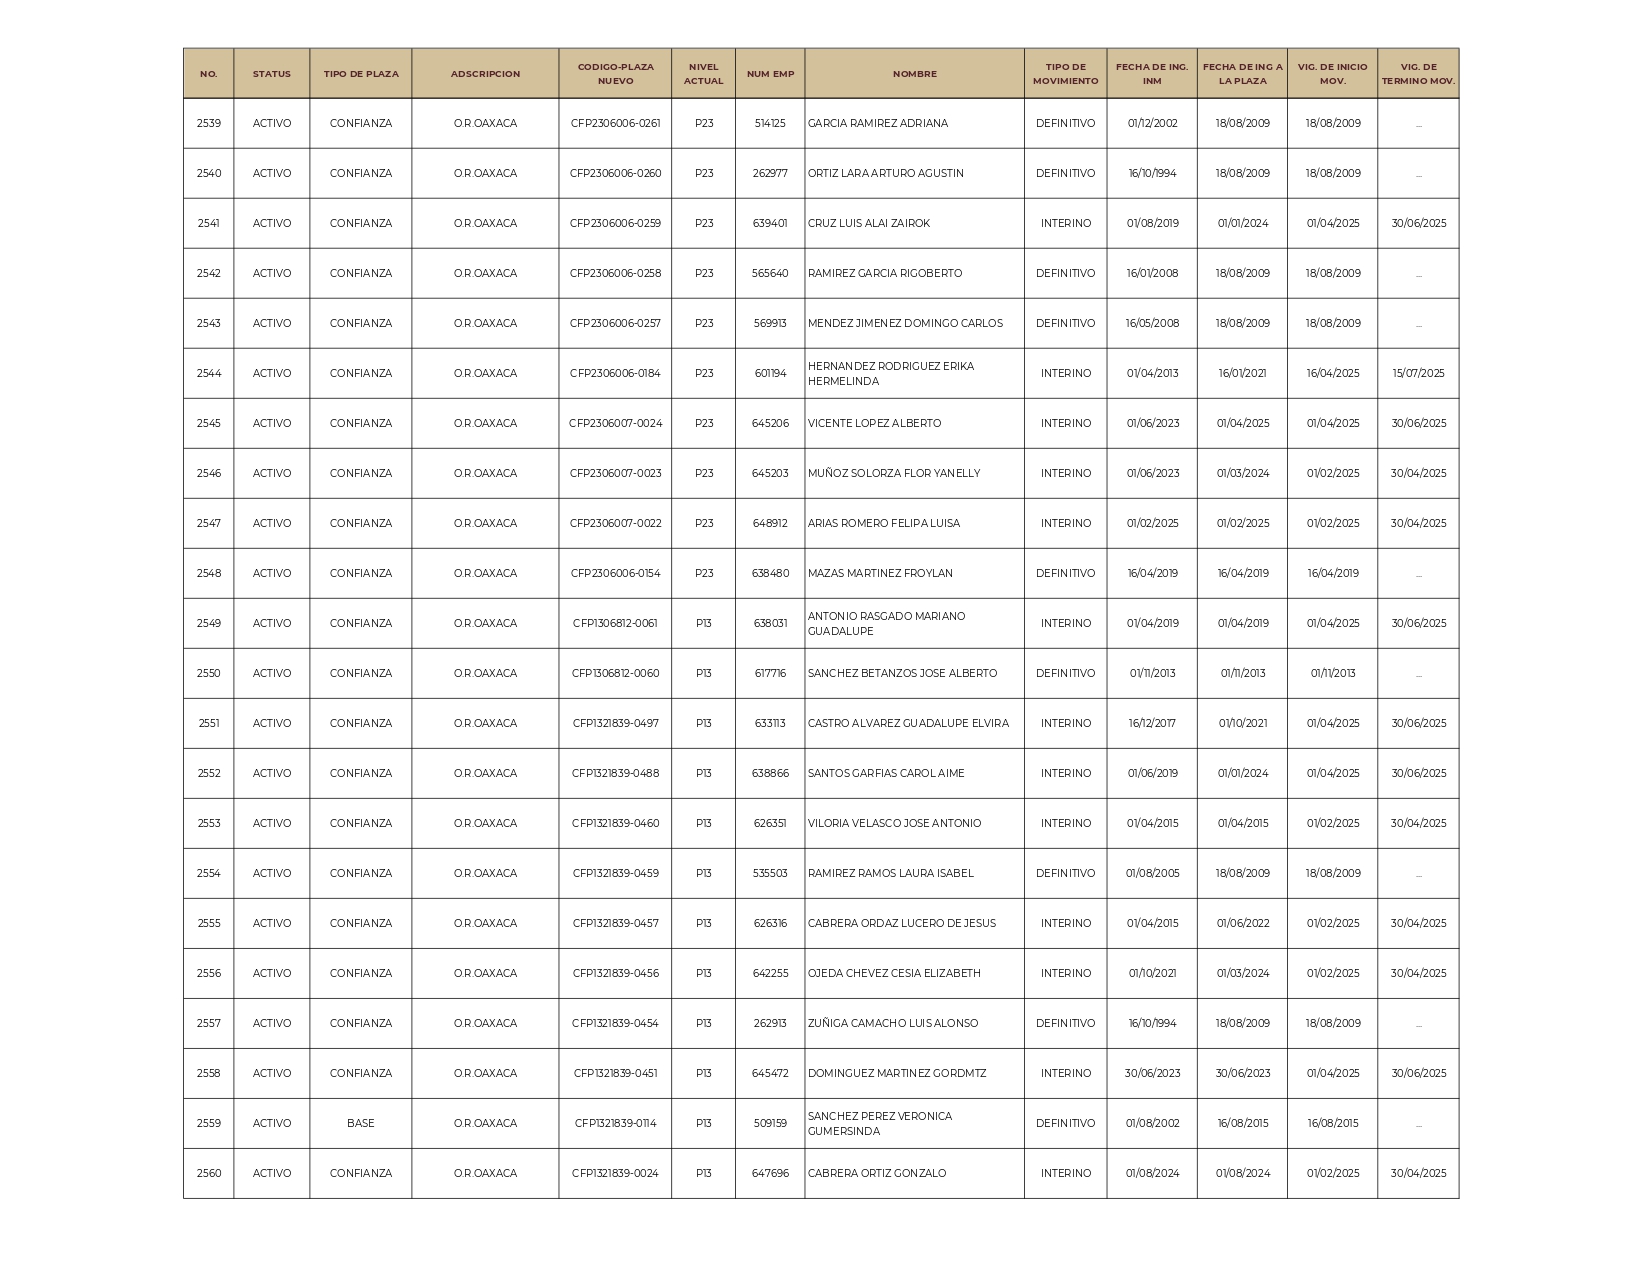 NO. STATUS TIPO DE PLAZA ADSCRIPCION CODIGO-PLAZA NUEVO NIVEL ACTUAL NUM EMP NOMBRE TIPO DE MOVIMIENTO FECHA DE ING. INM FECHA DE ING A LA PLAZA VIG. DE INICIO MOV. VIG. DE TERMINO MOV.
2539 ACTIVO CONFIANZA O.R.OAXACA CFP2306006-0261 P23 514125 GARCIA RAMIREZ ADRIANA DEFINITIVO 01/12/2002 18/08/2009 18/08/2009 ...
2540 ACTIVO CONFIANZA O.R.OAXACA CFP2306006-0260 P23 262977 ORTIZ LARA ARTURO AGUSTIN DEFINITIVO 16/10/1994 18/08/2009 18/08/2009 ...
2541 ACTIVO CONFIANZA O.R.OAXACA CFP2306006-0259 P23 639401 CRUZ LUIS ALAI ZAIROK INTERINO 01/08/2019 01/01/2024 01/04/2025 30/06/2025
2542 ACTIVO CONFIANZA O.R.OAXACA CFP2306006-0258 P23 565640 RAMIREZ GARCIA RIGOBERTO DEFINITIVO 16/01/2008 18/08/2009 18/08/2009 ...
2543 ACTIVO CONFIANZA O.R.OAXACA CFP2306006-0257 P23 569913 MENDEZ JIMENEZ DOMINGO CARLOS DEFINITIVO 16/05/2008 18/08/2009 18/08/2009 ...
2544 ACTIVO CONFIANZA O.R.OAXACA CFP2306006-0184 P23 601194 HERNANDEZ RODRIGUEZ ERIKA HERMELINDA INTERINO 01/04/2013 16/01/2021 16/04/2025 15/07/2025
2545 ACTIVO CONFIANZA O.R.OAXACA CFP2306007-0024 P23 645206 VICENTE LOPEZ ALBERTO INTERINO 01/06/2023 01/04/2025 01/04/2025 30/06/2025
2546 ACTIVO CONFIANZA O.R.OAXACA CFP2306007-0023 P23 645203 MUÑOZ SOLORZA FLOR YANELLY INTERINO 01/06/2023 01/03/2024 01/02/2025 30/04/2025
2547 ACTIVO CONFIANZA O.R.OAXACA CFP2306007-0022 P23 648912 ARIAS ROMERO FELIPA LUISA INTERINO 01/02/2025 01/02/2025 01/02/2025 30/04/2025
2548 ACTIVO CONFIANZA O.R.OAXACA CFP2306006-0154 P23 638480 MAZAS MARTINEZ FROYLAN DEFINITIVO 16/04/2019 16/04/2019 16/04/2019 ...
2549 ACTIVO CONFIANZA O.R.OAXACA CFP1306812-0061 P13 638031 ANTONIO RASGADO MARIANO GUADALUPE INTERINO 01/04/2019 01/04/2019 01/04/2025 30/06/2025
2550 ACTIVO CONFIANZA O.R.OAXACA CFP1306812-0060 P13 617716 SANCHEZ BETANZOS JOSE ALBERTO DEFINITIVO 01/11/2013 01/11/2013 01/11/2013 ...
2551 ACTIVO CONFIANZA O.R.OAXACA CFP1321839-0497 P13 633113 CASTRO ALVAREZ GUADALUPE ELVIRA INTERINO 16/12/2017 01/10/2021 01/04/2025 30/06/2025
2552 ACTIVO CONFIANZA O.R.OAXACA CFP1321839-0488 P13 638866 SANTOS GARFIAS CAROL AIME INTERINO 01/06/2019 01/01/2024 01/04/2025 30/06/2025
2553 ACTIVO CONFIANZA O.R.OAXACA CFP1321839-0460 P13 626351 VILORIA VELASCO JOSE ANTONIO INTERINO 01/04/2015 01/04/2015 01/02/2025 30/04/2025
2554 ACTIVO CONFIANZA O.R.OAXACA CFP1321839-0459 P13 535503 RAMIREZ RAMOS LAURA ISABEL DEFINITIVO 01/08/2005 18/08/2009 18/08/2009 ...
2555 ACTIVO CONFIANZA O.R.OAXACA CFP1321839-0457 P13 626316 CABRERA ORDAZ LUCERO DE JESUS INTERINO 01/04/2015 01/06/2022 01/02/2025 30/04/2025
2556 ACTIVO CONFIANZA O.R.OAXACA CFP1321839-0456 P13 642255 OJEDA CHEVEZ CESIA ELIZABETH INTERINO 01/10/2021 01/03/2024 01/02/2025 30/04/2025
2557 ACTIVO CONFIANZA O.R.OAXACA CFP1321839-0454 P13 262913 ZUÑIGA CAMACHO LUIS ALONSO DEFINITIVO 16/10/1994 18/08/2009 18/08/2009 ...
2558 ACTIVO CONFIANZA O.R.OAXACA CFP1321839-0451 P13 645472 DOMINGUEZ MARTINEZ GORDMTZ INTERINO 30/06/2023 30/06/2023 01/04/2025 30/06/2025
2559 ACTIVO BASE O.R.OAXACA CFP1321839-0114 P13 509159 SANCHEZ PEREZ VERONICA GUMERSINDA DEFINITIVO 01/08/2002 16/08/2015 16/08/2015 ...
2560 ACTIVO CONFIANZA O.R.OAXACA CFP1321839-0024 P13 647696 CABRERA ORTIZ GONZALO INTERINO 01/08/2024 01/08/2024 01/02/2025 30/04/2025